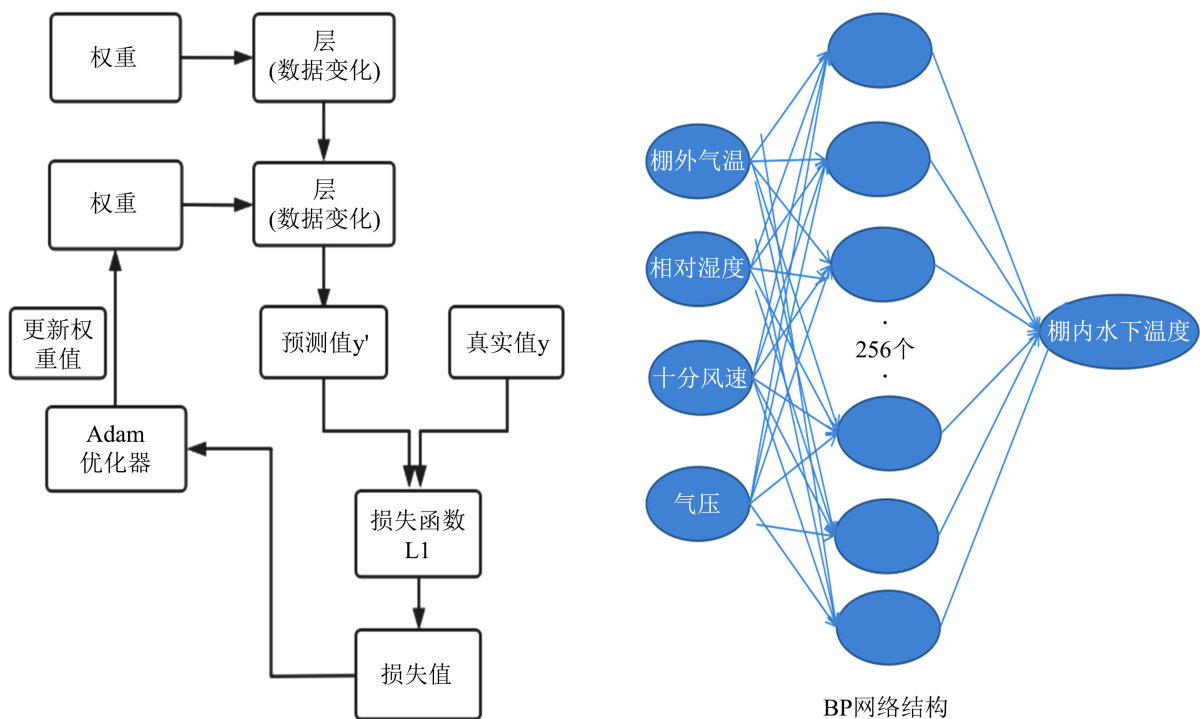 权重
层
(数据变化)
权重
层
(数据变化)
更新权
重值
预测值y'
真实值y
Adam
优化器
损失函数
L1
损失值
棚外气温
相对湿度
十分风速
气压
·
256个
·
棚内水下温度
BP网络结构